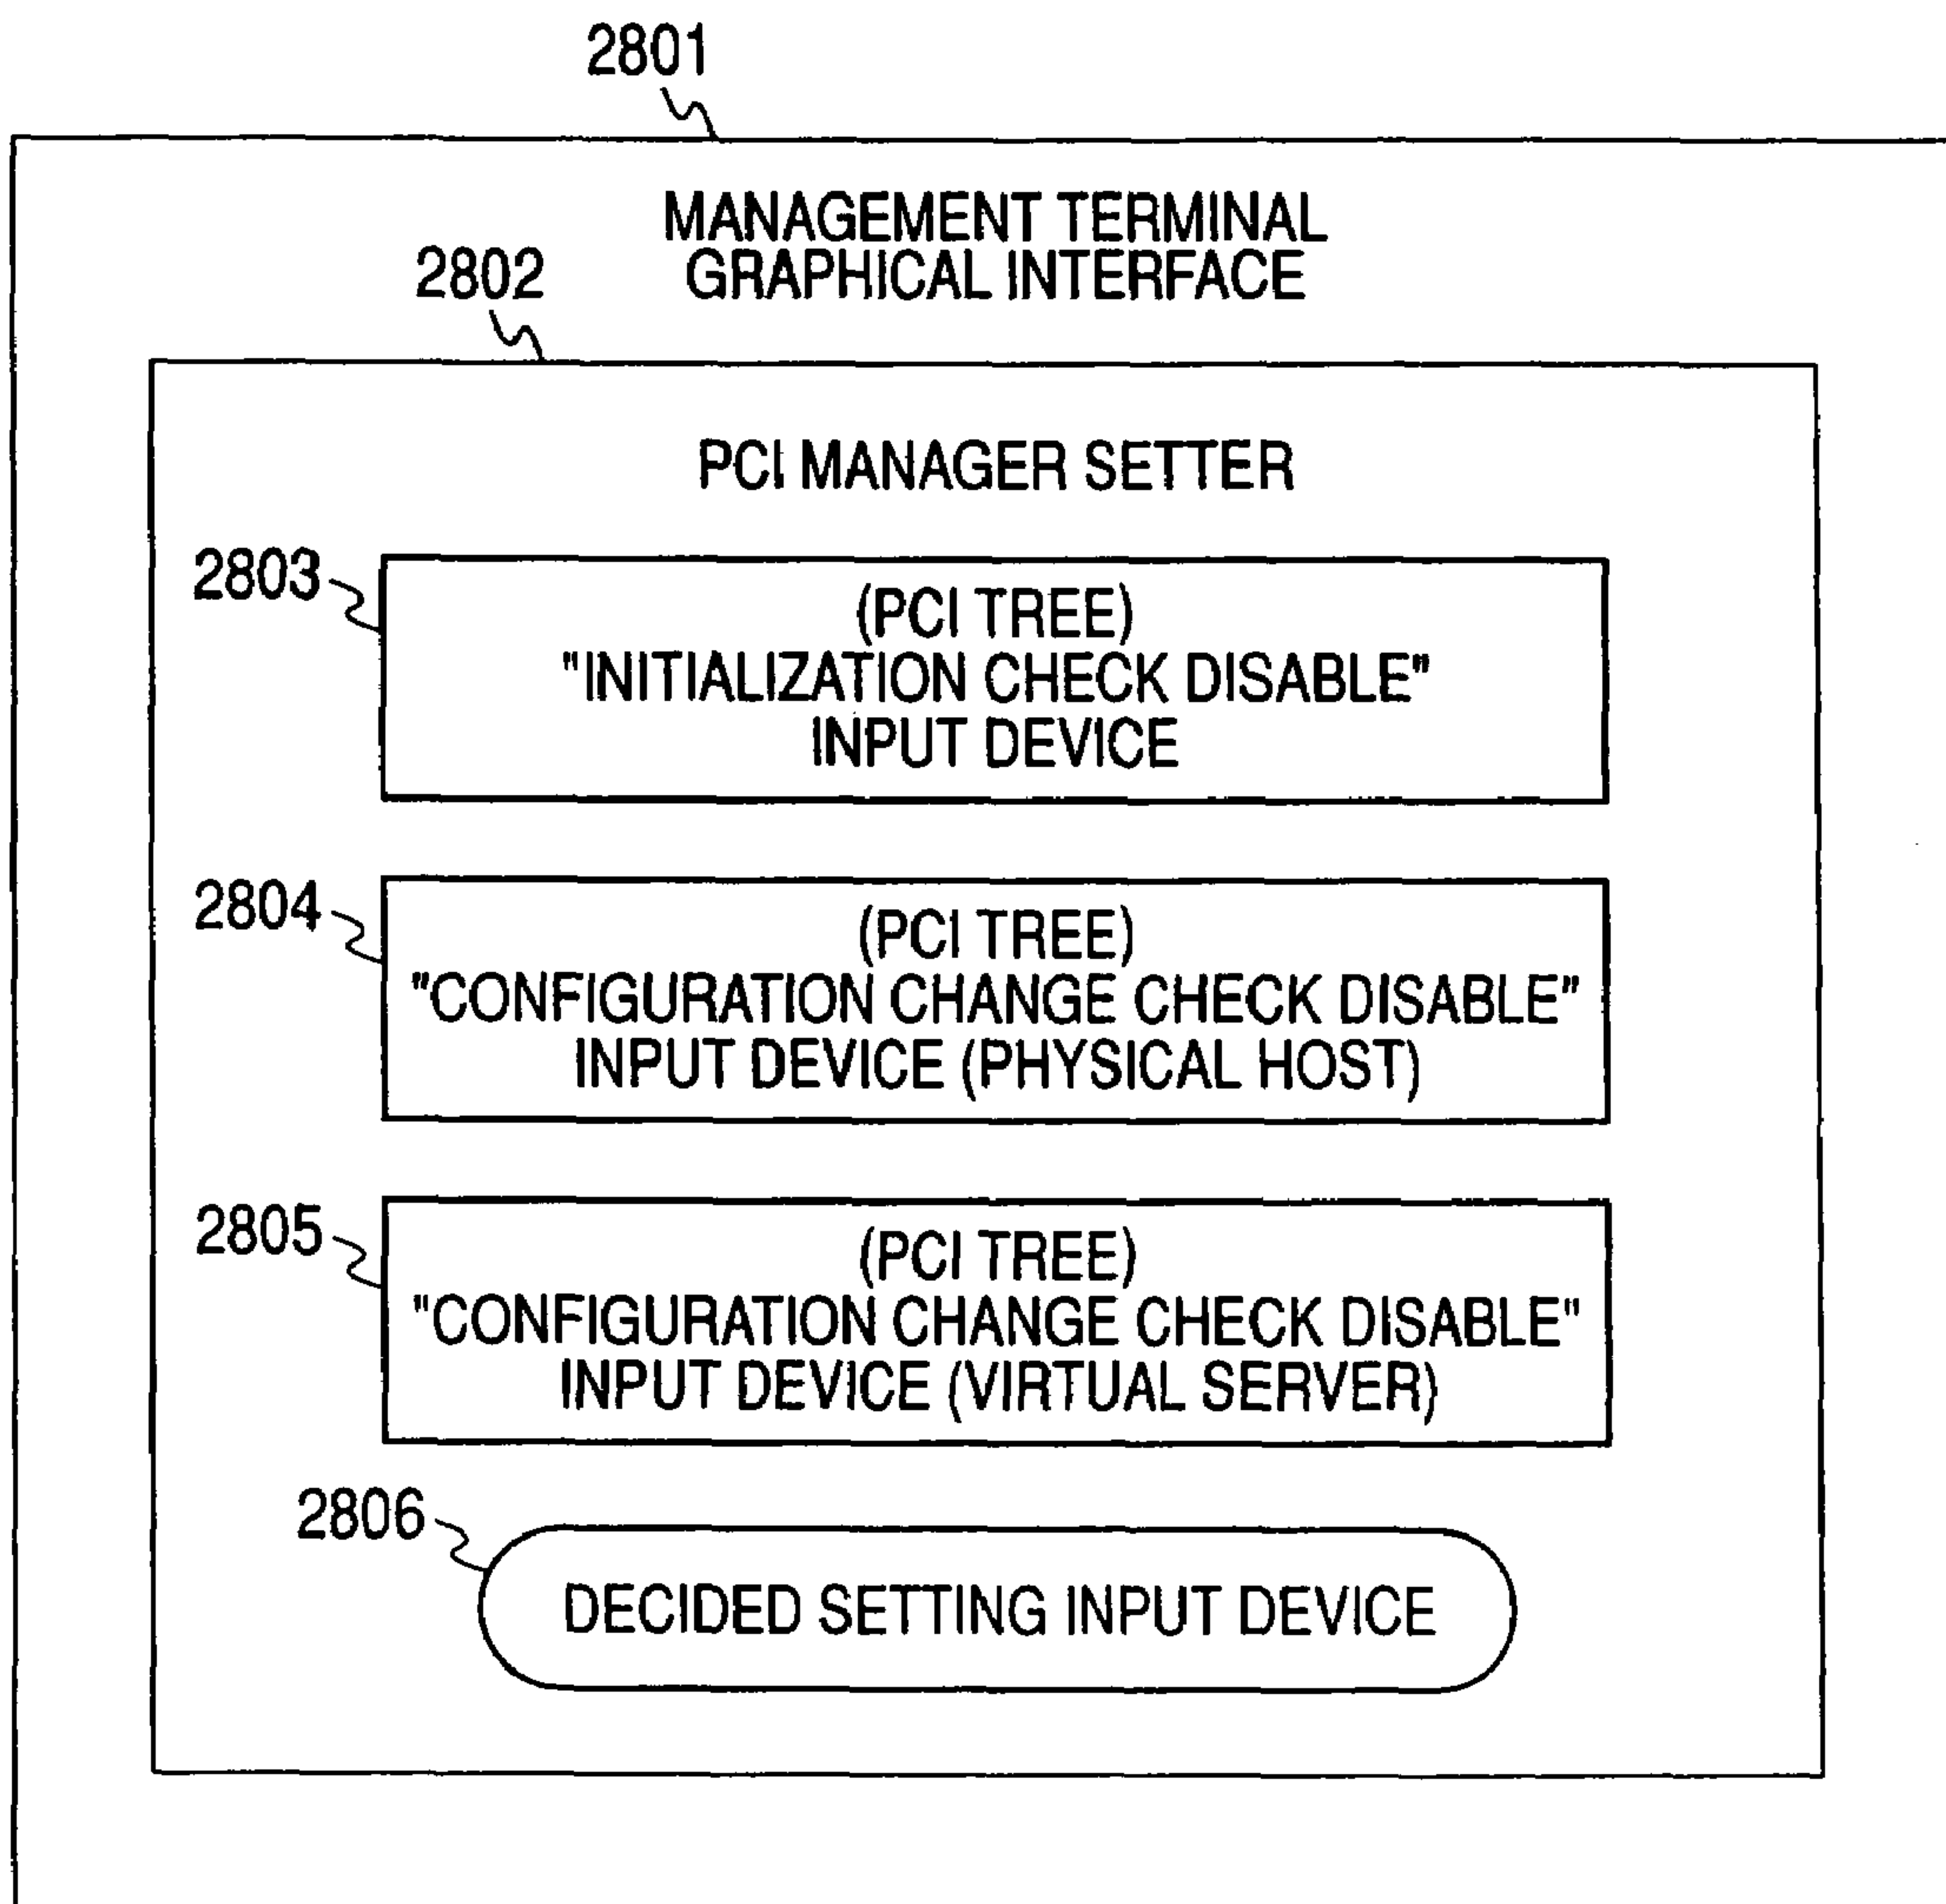 2801
MANAGEMENT TERMINAL
GRAPHICAL INTERFACE
2802
PCI MANAGER SETTER
2803
(PCI TREE)
"INITIALIZATION CHECK DISABLE"
INPUT DEVICE
2804
(PCI TREE)
"CONFIGURATION CHANGE CHECK DISABLE"
INPUT DEVICE (PHYSICAL HOST)
2805
(PCI TREE)
"CONFIGURATION CHANGE CHECK DISABLE"
INPUT DEVICE (VIRTUAL SERVER)
2806
DECIDED SETTING INPUT DEVICE